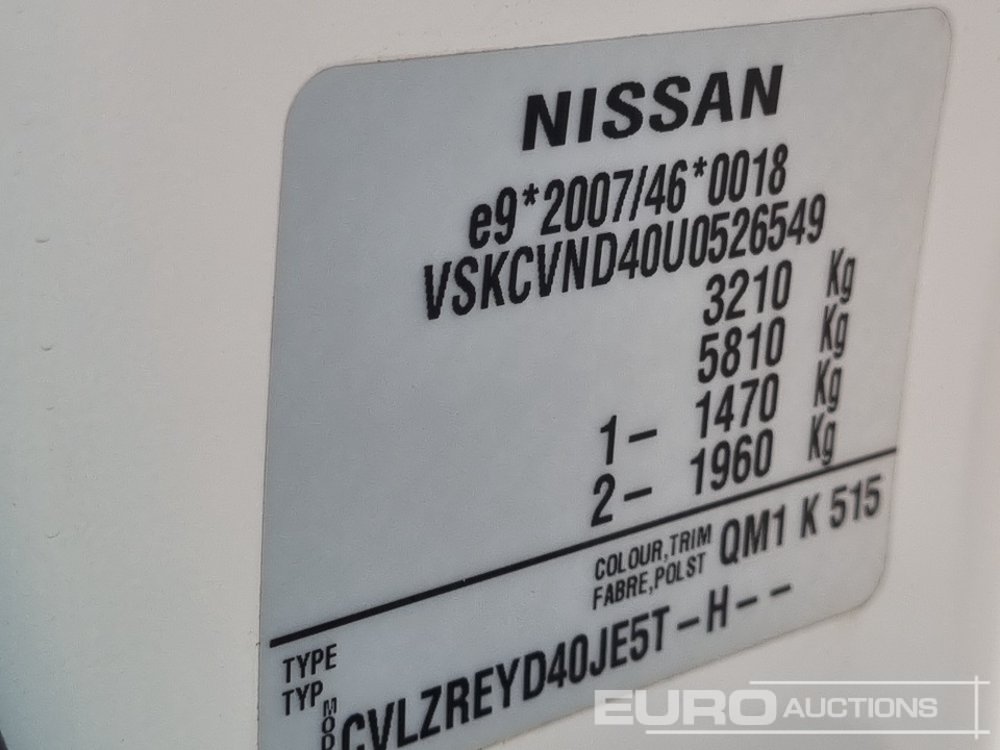 NISSAN
e9*2007/46*0018
VSKCVND40U0526549
3210 Kg
5810 Kg
1- 1470 Kg
2- 1960 Kg
COLOUR,TRIM QM1 K 515
FABRE,POLST
TYPE
TYP
MOD CVLZREYD40JE5T-H--
EURO AUCTIONS